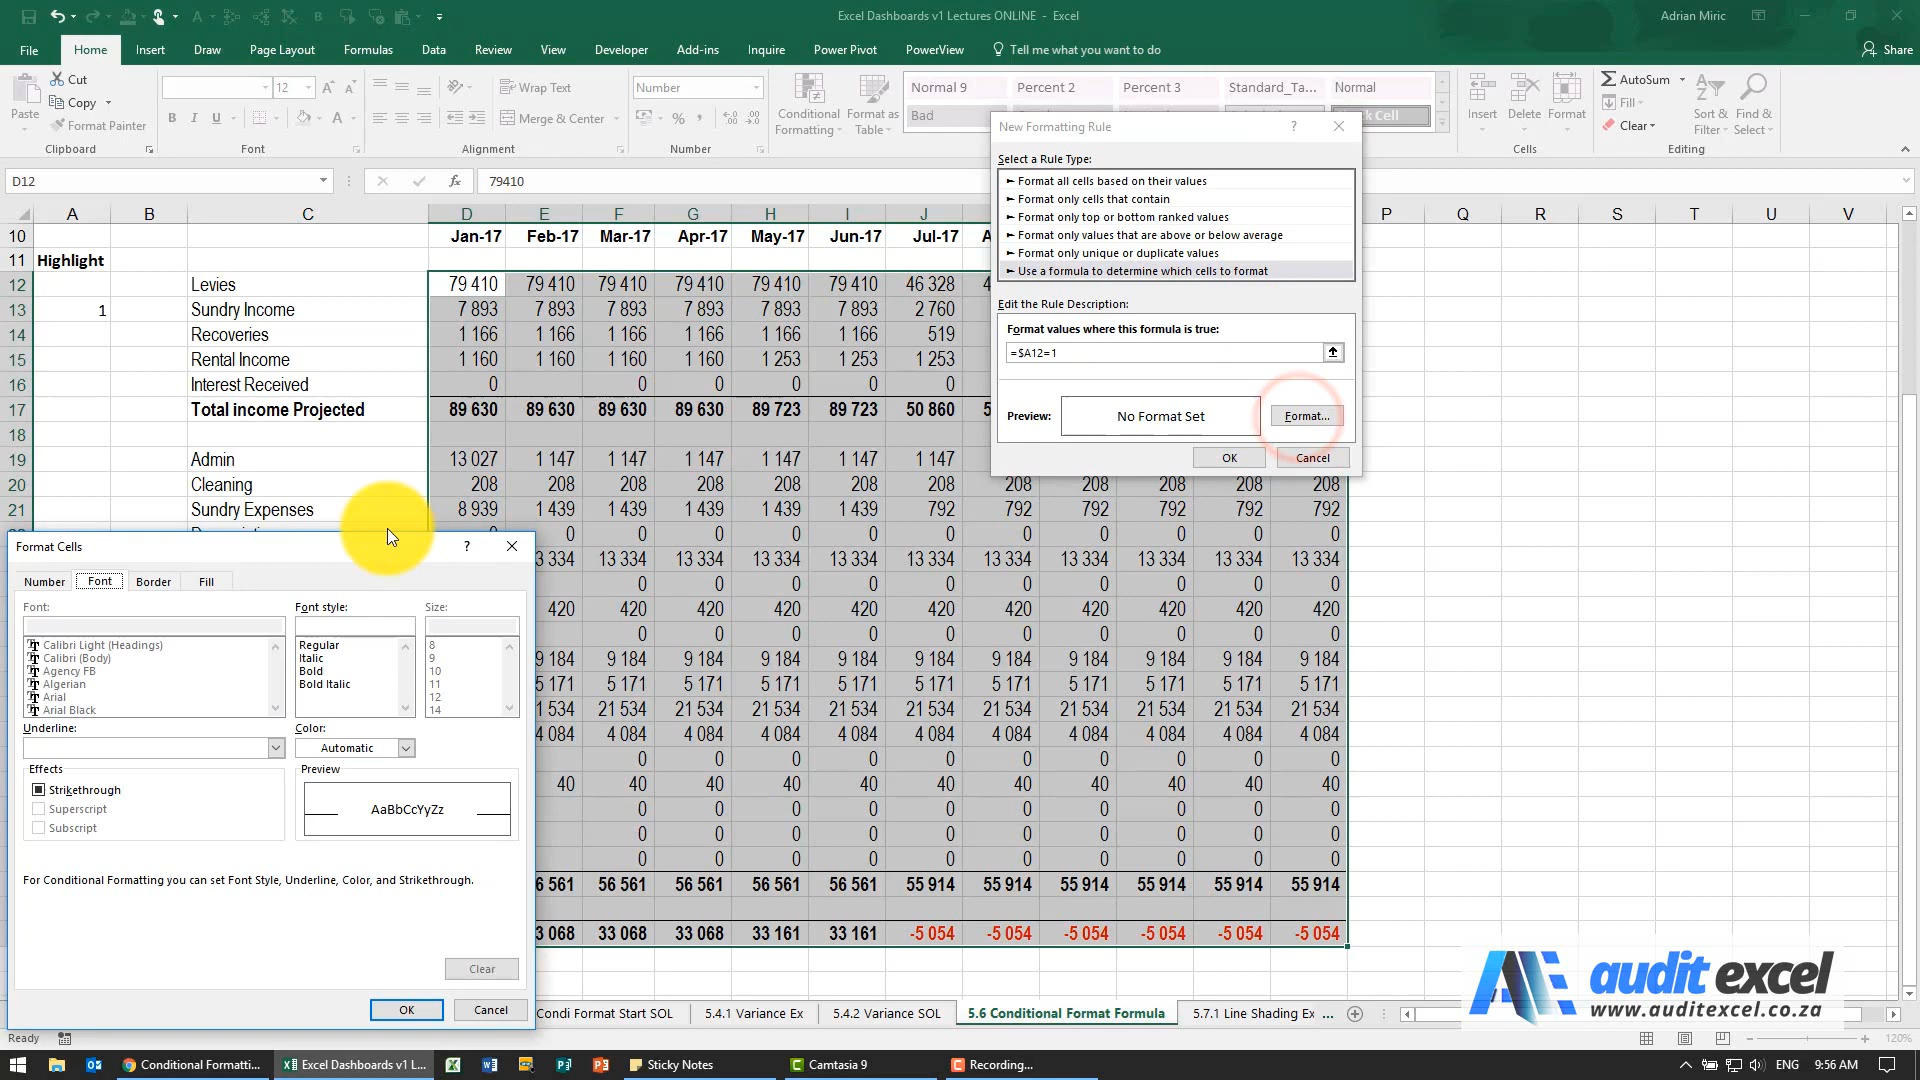 Excel Dashboards v1 Lectures ONLINE - Excel
Adrian Miric
File Home Insert Draw Page Layout Formulas Data Review View Developer Add-ins Inquire Power Pivot PowerView Tell me what you want to do Share
Paste Cut Copy Format Painter
12 B I U
Wrap Text
Merge & Center
Number
Conditional Formatting
Format as Table
Normal 9 Percent 2 Percent 3 Standard_Ta... Normal
Bad
Insert Delete Format
AutoSum Fill Clear
Sort & Filter Find & Select
Clipboard Font Alignment Number Cells Editing
D12 fx 79410
A B C D E F G H I J P Q R S T U V
10 Jan-17 Feb-17 Mar-17 Apr-17 May-17 Jun-17 Jul-17
11 Highlight
12 Levies 79 410 79 410 79 410 79 410 79 410 79 410 46 328
13 1 Sundry Income 7 893 7 893 7 893 7 893 7 893 7 893 2 760
14 Recoveries 1 166 1 166 1 166 1 166 1 166 1 166 519
15 Rental Income 1 160 1 160 1 160 1 160 1 253 1 253 1 253
16 Interest Received 0 0 0 0 0 0 0
17 Total income Projected 89 630 89 630 89 630 89 630 89 723 89 723 50 860
18
19 Admin 13 027 1 147 1 147 1 147 1 147 1 147 1 147
20 Cleaning 208 208 208 208 208 208 208 208 208 208 208 208
21 Sundry Expenses 8 939 1 439 1 439 1 439 1 439 1 439 792 792 792 792 792 792
0 0 0 0 0 0 0 0 0 0 0 0
3 334 13 334 13 334 13 334 13 334 13 334 13 334 13 334 13 334 13 334 13 334
0 0 0 0 0 0 0 0 0 0
420 420 420 420 420 420 420 420 420 420 420
0 0 0 0 0 0 0 0 0 0
9 184 9 184 9 184 9 184 9 184 9 184 9 184 9 184 9 184 9 184 9 184
5 171 5 171 5 171 5 171 5 171 5 171 5 171 5 171 5 171 5 171 5 171
1 534 21 534 21 534 21 534 21 534 21 534 21 534 21 534 21 534 21 534 21 534
4 084 4 084 4 084 4 084 4 084 4 084 4 084 4 084 4 084 4 084 4 084
0 0 0 0 0 0 0 0 0 0
40 40 40 40 40 40 40 40 40 40 40
0 0 0 0 0 0 0 0 0 0
0 0 0 0 0 0 0 0 0 0
0 0 0 0 0 0 0 0 0 0
6 561 56 561 56 561 56 561 56 561 55 914 55 914 55 914 55 914 55 914 55 914
3 068 33 068 33 068 33 161 33 161 -5 054 -5 054 -5 054 -5 054 -5 054 -5 054
New Formatting Rule ?
Select a Rule Type:
► Format all cells based on their values
► Format only cells that contain
► Format only top or bottom ranked values
► Format only values that are above or below average
► Format only unique or duplicate values
► Use a formula to determine which cells to format
Edit the Rule Description:
Format values where this formula is true:
=$A12=1
Preview: No Format Set Format...
OK Cancel
Format Cells ?
Number Font Border Fill
Font: Font style: Size:
Calibri Light (Headings) Regular 8
Calibri (Body) Italic 9
Agency FB Bold 10
Algerian Bold Italic 11
Arial 12
Arial Black 14
Underline: Color:
Automatic
Effects Preview
Strikethrough
Superscript AaBbCcYyZz
Subscript
For Conditional Formatting you can set Font Style, Underline, Color, and Strikethrough.
Clear
OK Cancel
audit excel
www.auditexcel.co.za
Condi Format Start SOL 5.4.1 Variance Ex 5.4.2 Variance SOL 5.6 Conditional Format Formula 5.7.1 Line Shading Ex ...
Ready 120%
Conditional Formatti... Excel Dashboards v1 L... Sticky Notes Camtasia 9 Recording... ENG 9:56 AM